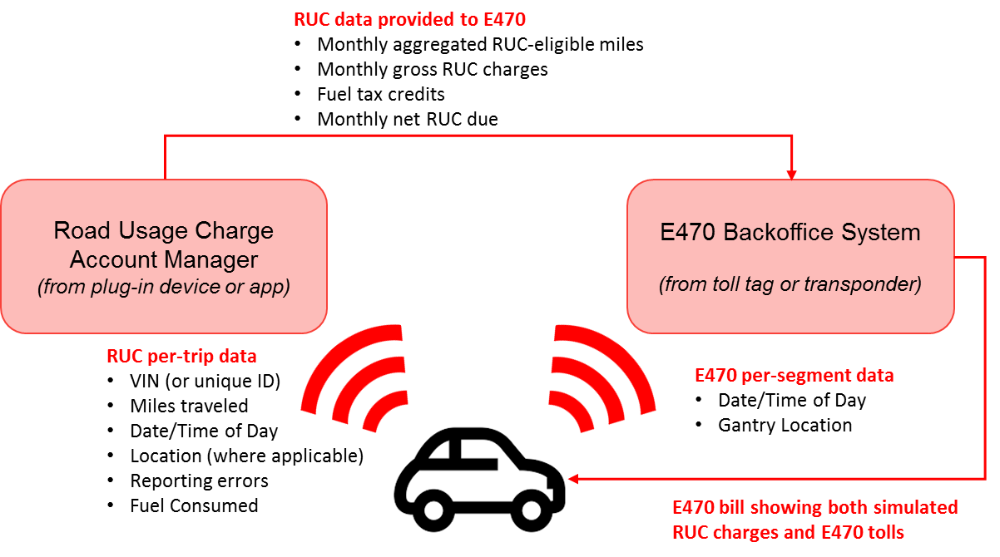 RUC data provided to E470
• Monthly aggregated RUC-eligible miles
• Monthly gross RUC charges
• Fuel tax credits
• Monthly net RUC due
Road Usage Charge
Account Manager
(from plug-in device or app)
E470 Backoffice System
(from toll tag or transponder)
RUC per-trip data
• VIN (or unique ID)
• Miles traveled
• Date/Time of Day
• Location (where applicable)
• Reporting errors
• Fuel Consumed
E470 per-segment data
• Date/Time of Day
• Gantry Location
E470 bill showing both simulated
RUC charges and E470 tolls